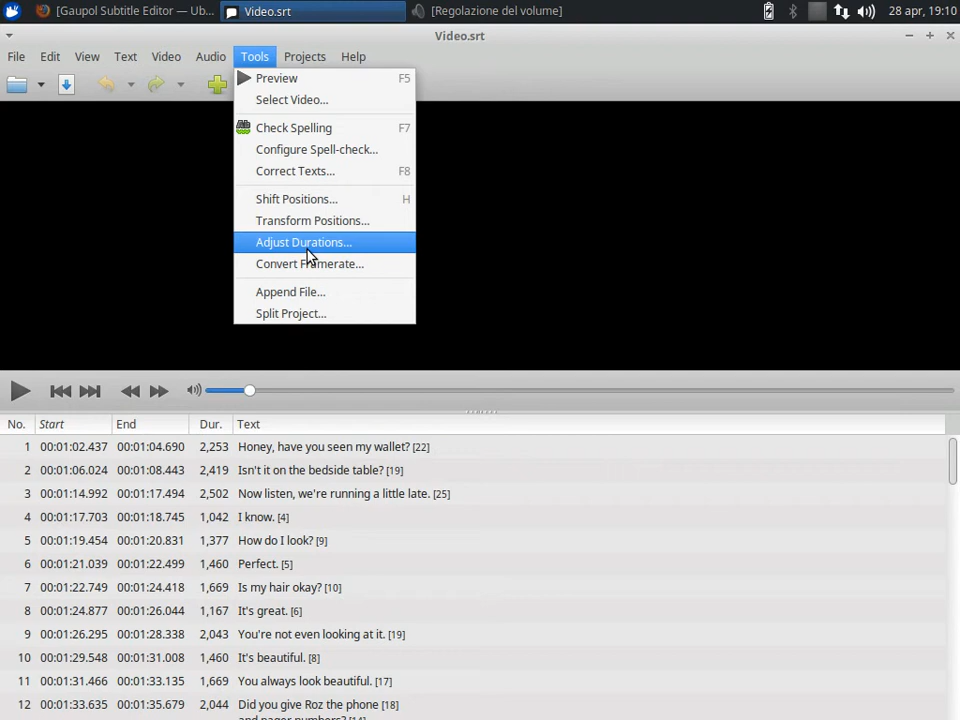 [Gaupol Subtitle Editor — Ub...
Video.srt
[Regolazione del volume]
28 apr, 19:10
Video.srt
File Edit View Text Video Audio Tools Projects Help
Preview F5
Select Video...
Check Spelling F7
Configure Spell-check...
Correct Texts... F8
Shift Positions... H
Transform Positions...
Adjust Durations...
Convert Framerate...
Append File...
Split Project...
No. Start End Dur. Text
1 00:01:02.437 00:01:04.690 2,253 Honey, have you seen my wallet? [22]
2 00:01:06.024 00:01:08.443 2,419 Isn't it on the bedside table? [19]
3 00:01:14.992 00:01:17.494 2,502 Now listen, we're running a little late. [25]
4 00:01:17.703 00:01:18.745 1,042 I know. [4]
5 00:01:19.454 00:01:20.831 1,377 How do I look? [9]
6 00:01:21.039 00:01:22.499 1,460 Perfect. [5]
7 00:01:22.749 00:01:24.418 1,669 Is my hair okay? [10]
8 00:01:24.877 00:01:26.044 1,167 It's great. [6]
9 00:01:26.295 00:01:28.338 2,043 You're not even looking at it. [19]
10 00:01:29.548 00:01:31.008 1,460 It's beautiful. [8]
11 00:01:31.466 00:01:33.135 1,669 You always look beautiful. [17]
12 00:01:33.635 00:01:35.679 2,044 Did you give Roz the phone [18]
and pager numbers? [14]